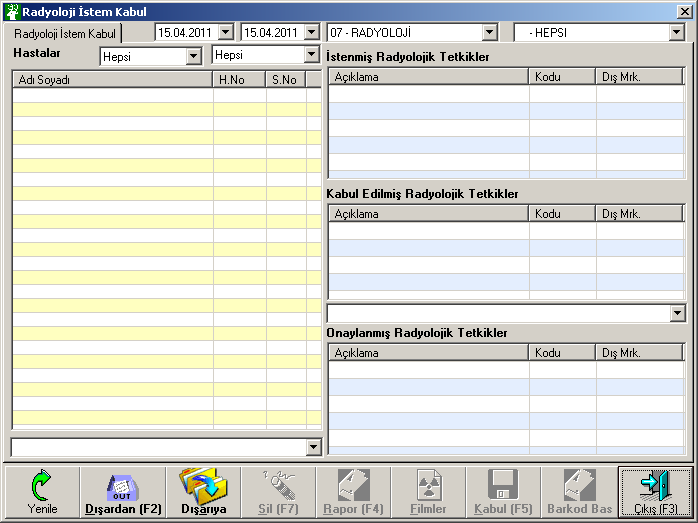 Radyoloji İstem Kabul
Radyoloji İstem Kabul 15.04.2011 15.04.2011 07 - RADYOLOJİ - HEPSI
Hastalar Hepsi Hepsi
Adı Soyadı H.No S.No
İstenmiş Radyolojik Tetkikler
Açıklama Kodu Dış Mrk.
Kabul Edilmiş Radyolojik Tetkikler
Açıklama Kodu Dış Mrk.
Onaylanmış Radyolojik Tetkikler
Açıklama Kodu Dış Mrk.
OUT
Yenile Dışardan (F2) Dışarıya Sil (F7) Rapor (F4) Filmler Kabul (F5) Barkod Bas Çıkış (F3)